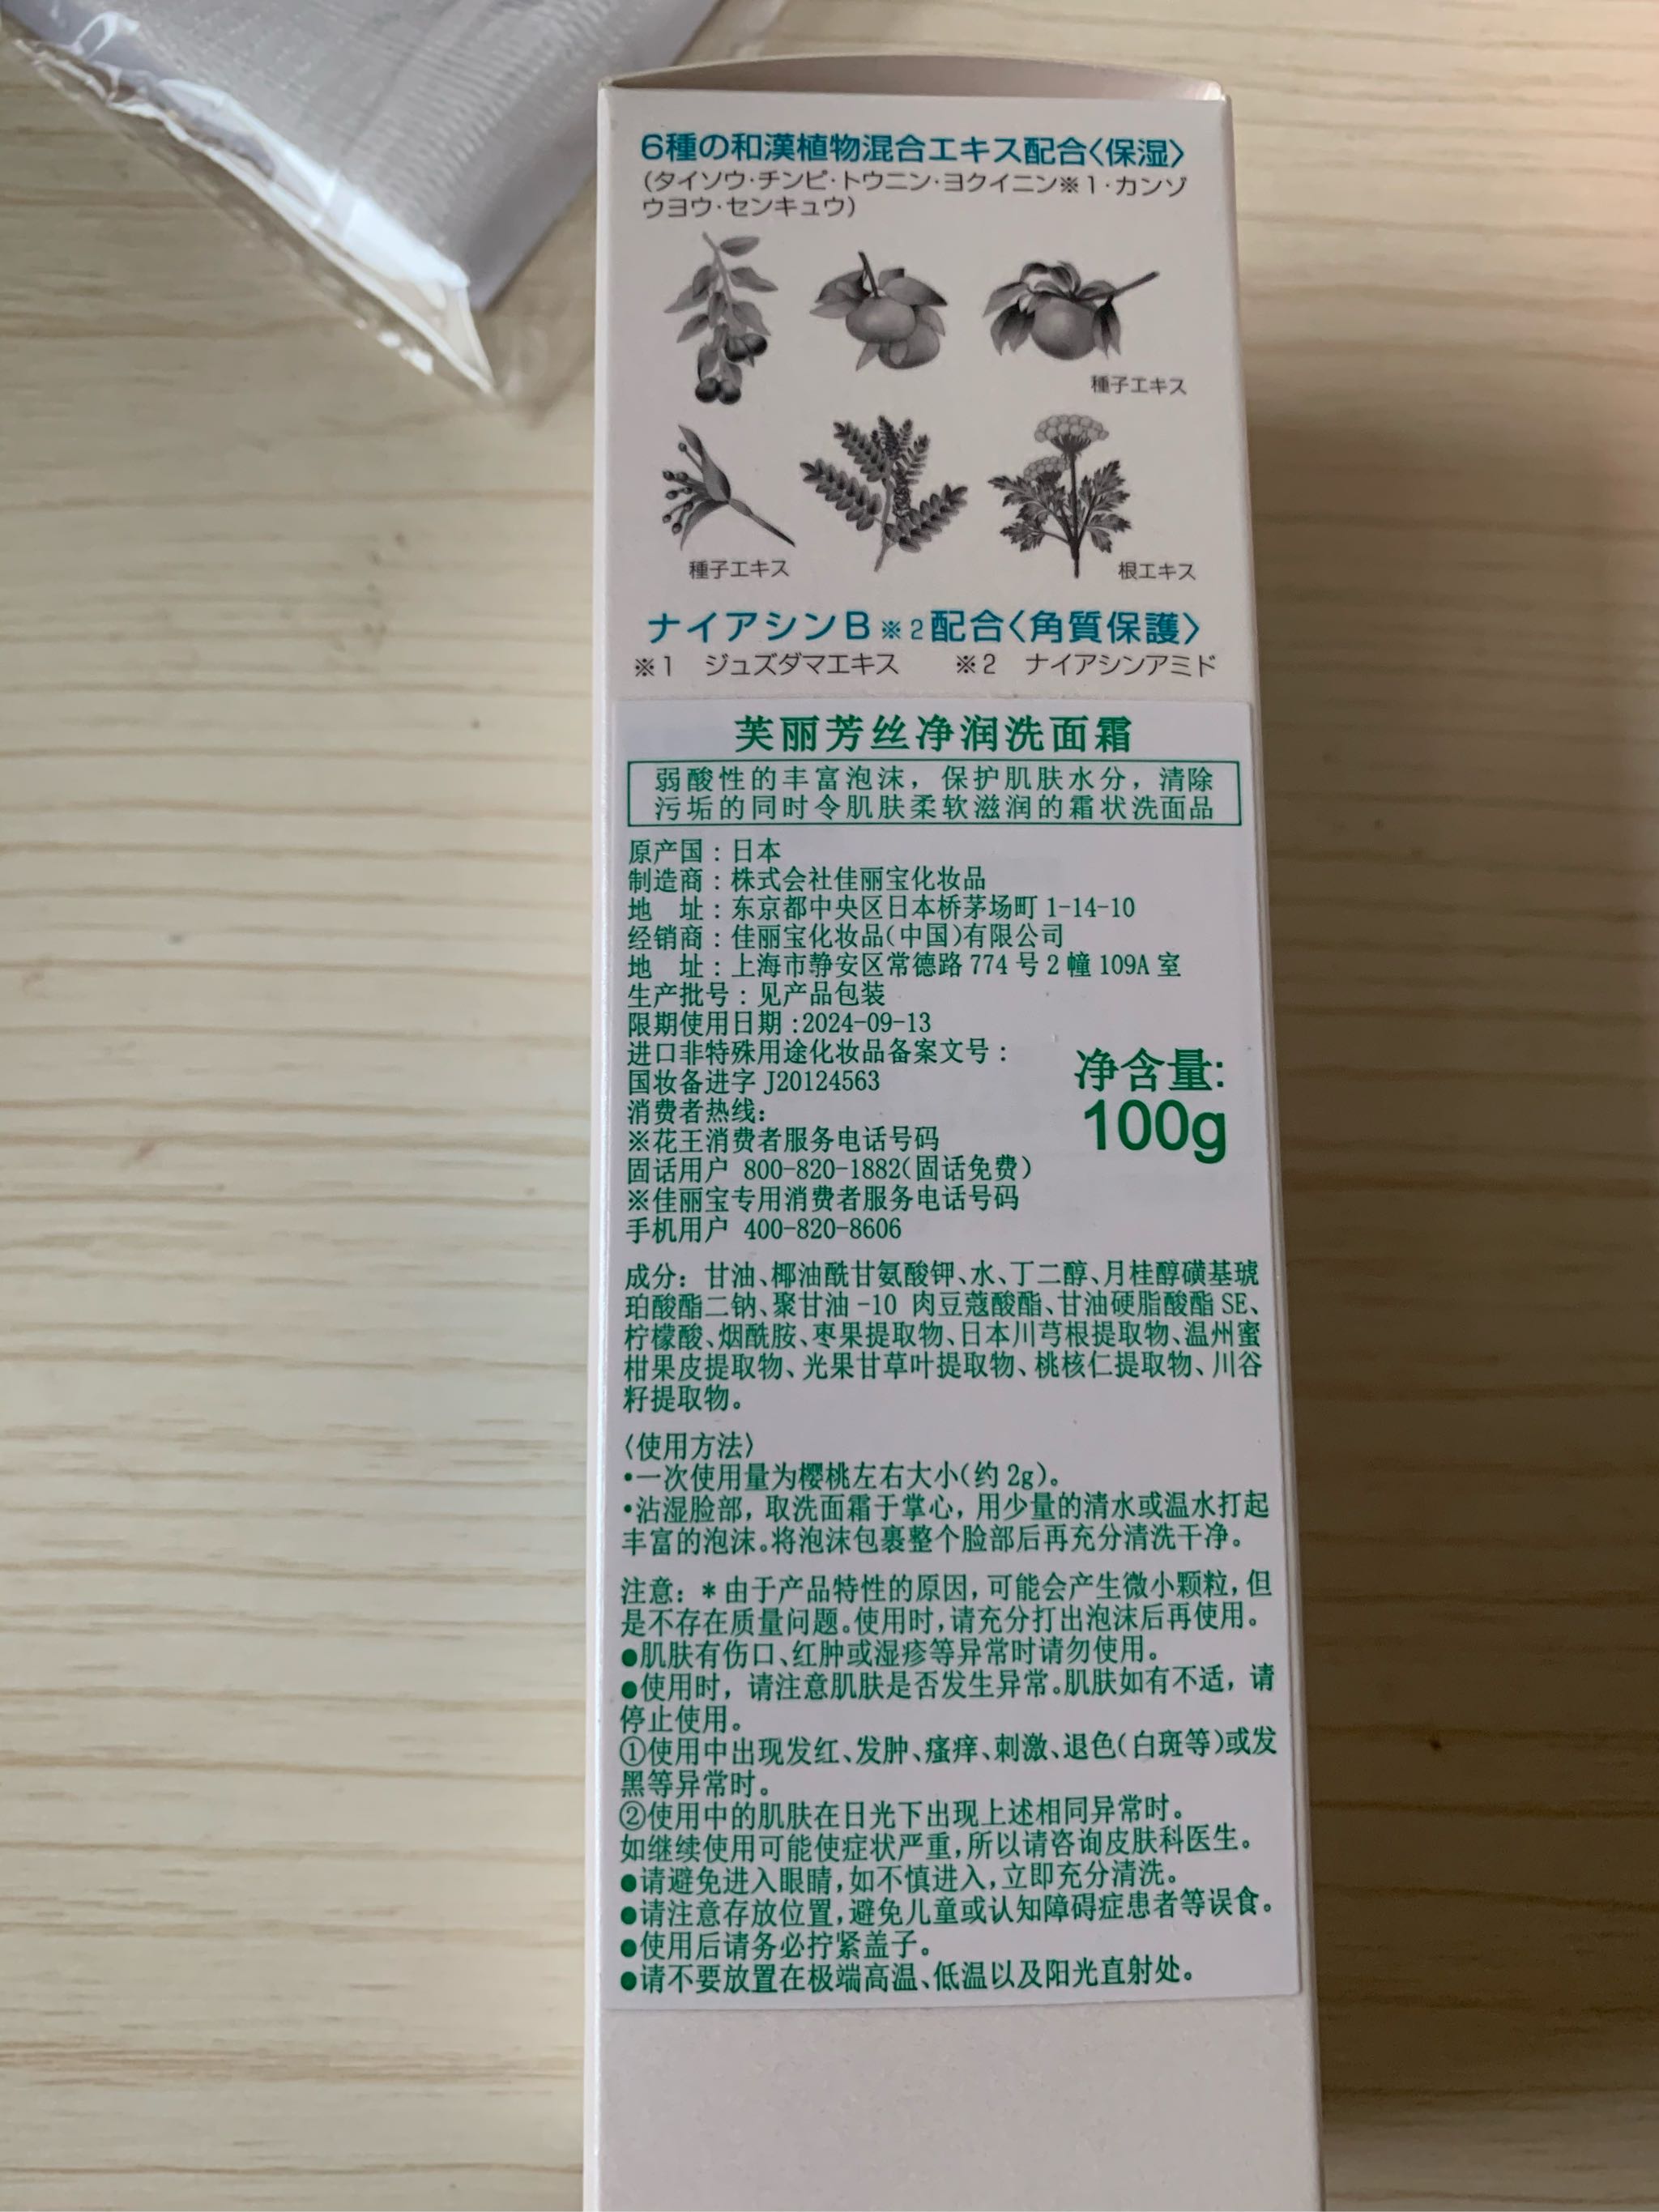 6種の和漢植物混合エキス配合〈保湿〉
（タイソウ・チンピ・トウニン・ヨクイニン※1・カンゾ
ウヨウ・センキュウ）
種子エキス
種子エキス
根エキス
ナイアシンB※2配合〈角質保護〉
※1 ジュズダマエキス ※2 ナイアシンアミド
芙丽芳丝净润洗面霜
弱酸性的丰富泡沫，保护肌肤水分，清除
污垢的同时令肌肤柔软滋润的霜状洗面品
原产国：日本
制造商：株式会社佳丽宝化妆品
地 址：东京都中央区日本桥茅场町 1-14-10
经销商：佳丽宝化妆品(中国)有限公司
地 址：上海市静安区常德路 774 号 2 幢 109A 室
生产批号：见产品包装
限期使用日期:2024-09-13
进口非特殊用途化妆品备案文号：
国妆备进字 J20124563
净含量:
100g
消费者热线:
※花王消费者服务电话号码
固话用户 800-820-1882(固话免费)
※佳丽宝专用消费者服务电话号码
手机用户 400-820-8606
成分：甘油、椰油酰甘氨酸钾、水、丁二醇、月桂醇磺基琥
珀酸酯二钠、聚甘油-10 肉豆蔻酸酯、甘油硬脂酸酯 SE、
柠檬酸、烟酰胺、枣果提取物、日本川芎根提取物、温州蜜
柑果皮提取物、光果甘草叶提取物、桃核仁提取物、川谷
籽提取物。
〈使用方法〉
•一次使用量为樱桃左右大小(约 2g)。
•沾湿脸部，取洗面霜于掌心，用少量的清水或温水打起
丰富的泡沫。将泡沫包裹整个脸部后再充分清洗干净。
注意：＊由于产品特性的原因，可能会产生微小颗粒，但
是不存在质量问题。使用时，请充分打出泡沫后再使用。
●肌肤有伤口、红肿或湿疹等异常时请勿使用。
●使用时，请注意肌肤是否发生异常。肌肤如有不适，请
停止使用。
①使用中出现发红、发肿、瘙痒、刺激、退色(白斑等)或发
黑等异常时。
②使用中的肌肤在日光下出现上述相同异常时。
如继续使用可能使症状严重，所以请咨询皮肤科医生。
●请避免进入眼睛，如不慎进入，立即充分清洗。
●请注意存放位置，避免儿童或认知障碍症患者等误食。
●使用后请务必拧紧盖子。
●请不要放置在极端高温、低温以及阳光直射处。